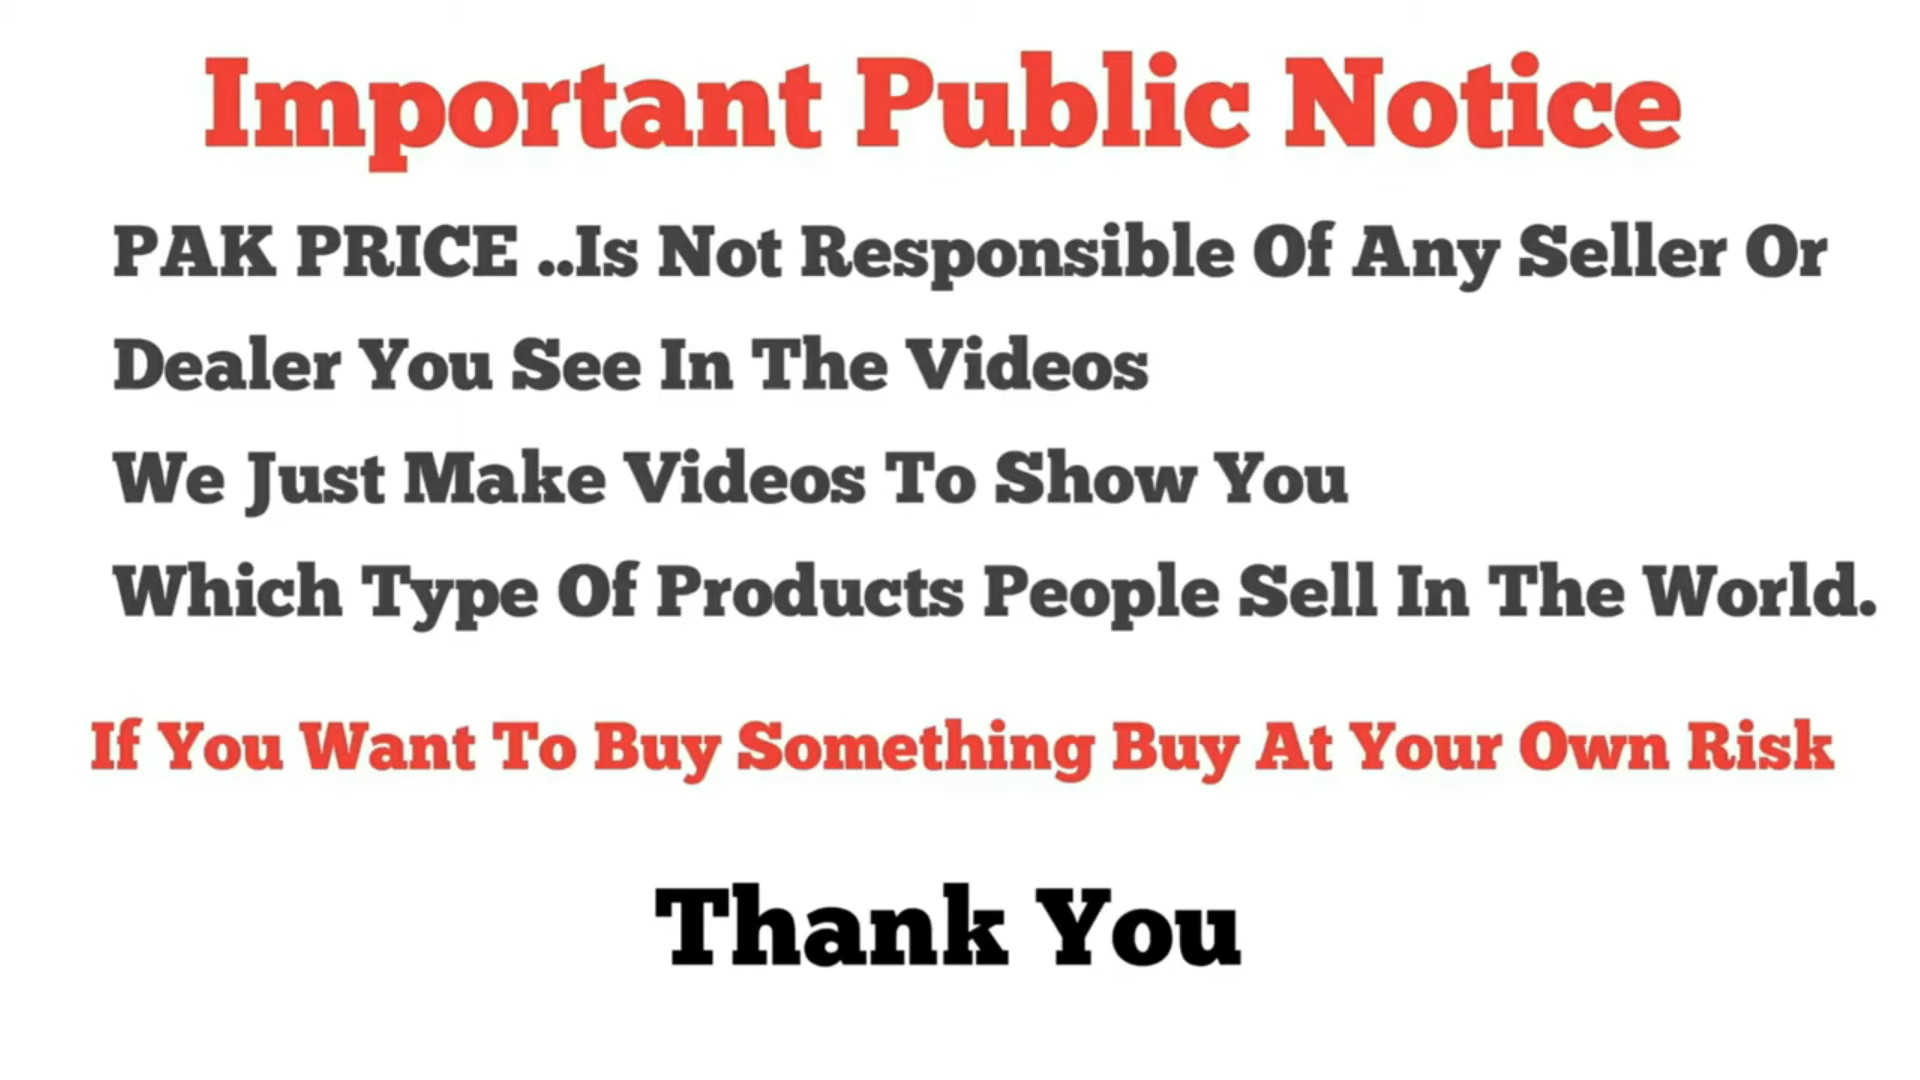 Important Public Notice
PAK PRICE ..Is Not Responsible Of Any Seller Or
Dealer You See In The Videos
We Just Make Videos To Show You
Which Type Of Products People Sell In The World.
If You Want To Buy Something Buy At Your Own Risk
Thank You